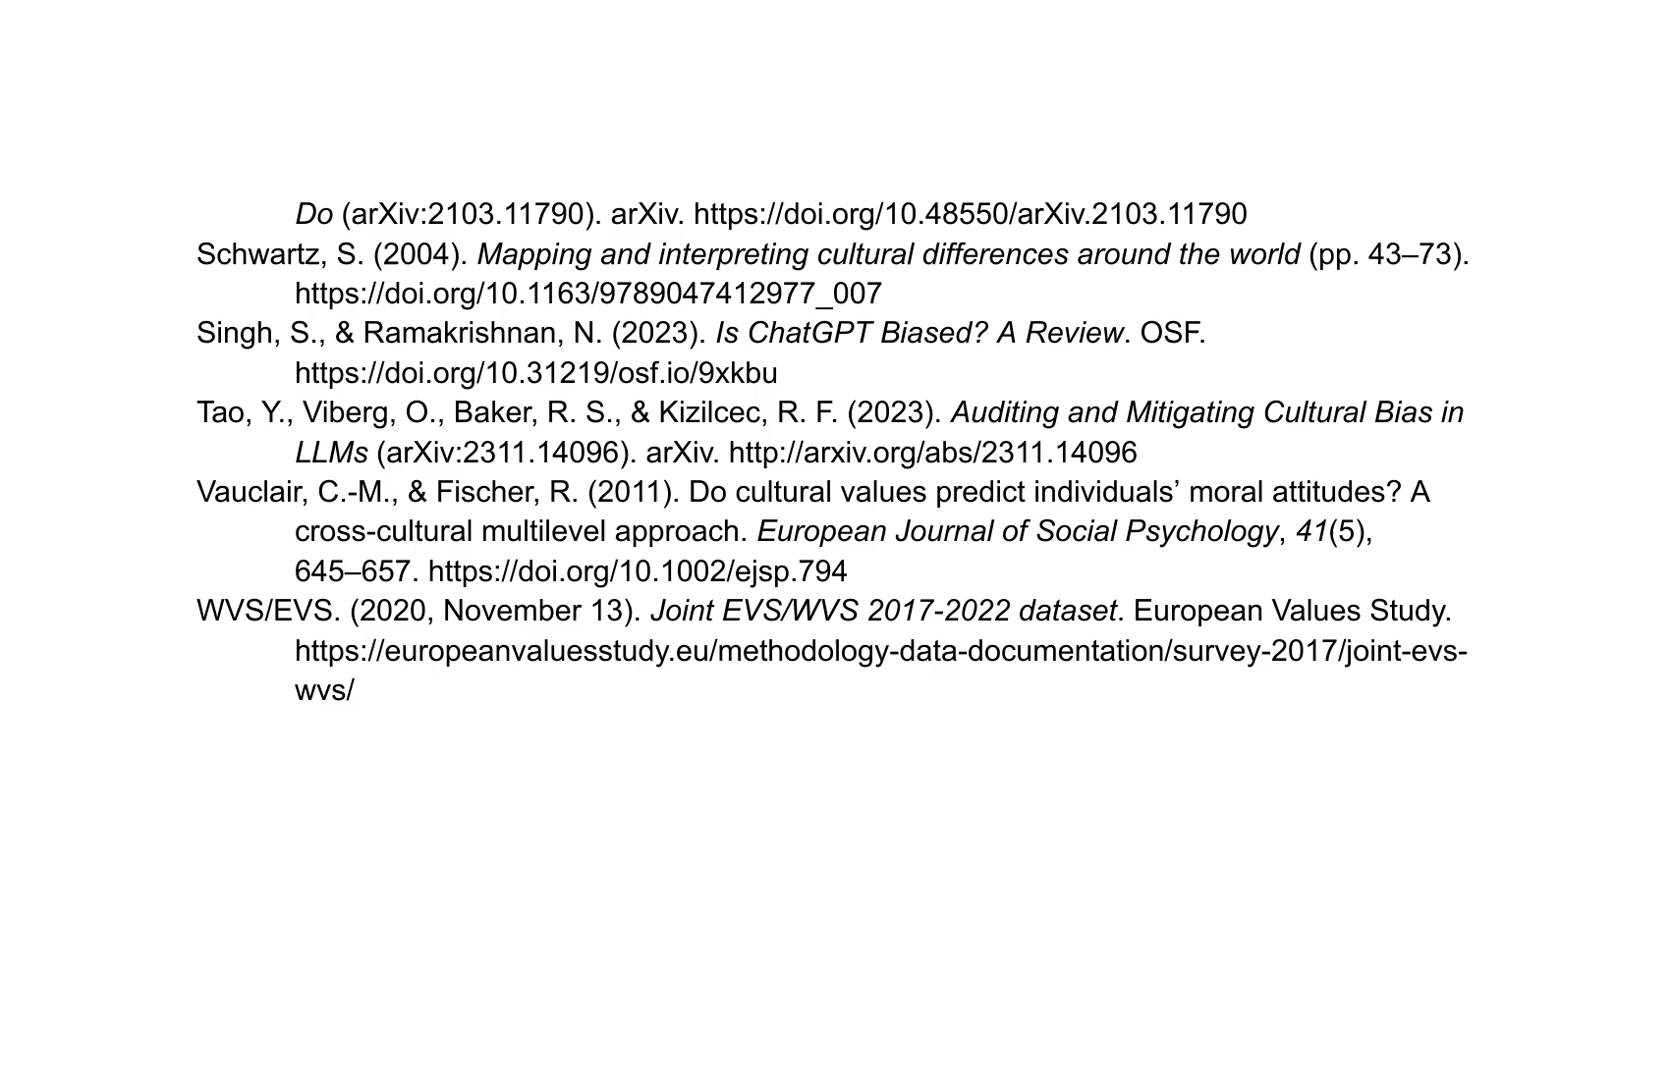 Do (arXiv:2103.11790). arXiv. https://doi.org/10.48550/arXiv.2103.11790
Schwartz, S. (2004). Mapping and interpreting cultural differences around the world (pp. 43–73).
https://doi.org/10.1163/9789047412977_007
Singh, S., & Ramakrishnan, N. (2023). Is ChatGPT Biased? A Review. OSF.
https://doi.org/10.31219/osf.io/9xkbu
Tao, Y., Viberg, O., Baker, R. S., & Kizilcec, R. F. (2023). Auditing and Mitigating Cultural Bias in
LLMs (arXiv:2311.14096). arXiv. http://arxiv.org/abs/2311.14096
Vauclair, C.-M., & Fischer, R. (2011). Do cultural values predict individuals’ moral attitudes? A
cross-cultural multilevel approach. European Journal of Social Psychology, 41(5),
645–657. https://doi.org/10.1002/ejsp.794
WVS/EVS. (2020, November 13). Joint EVS/WVS 2017-2022 dataset. European Values Study.
https://europeanvaluesstudy.eu/methodology-data-documentation/survey-2017/joint-evs-
wvs/